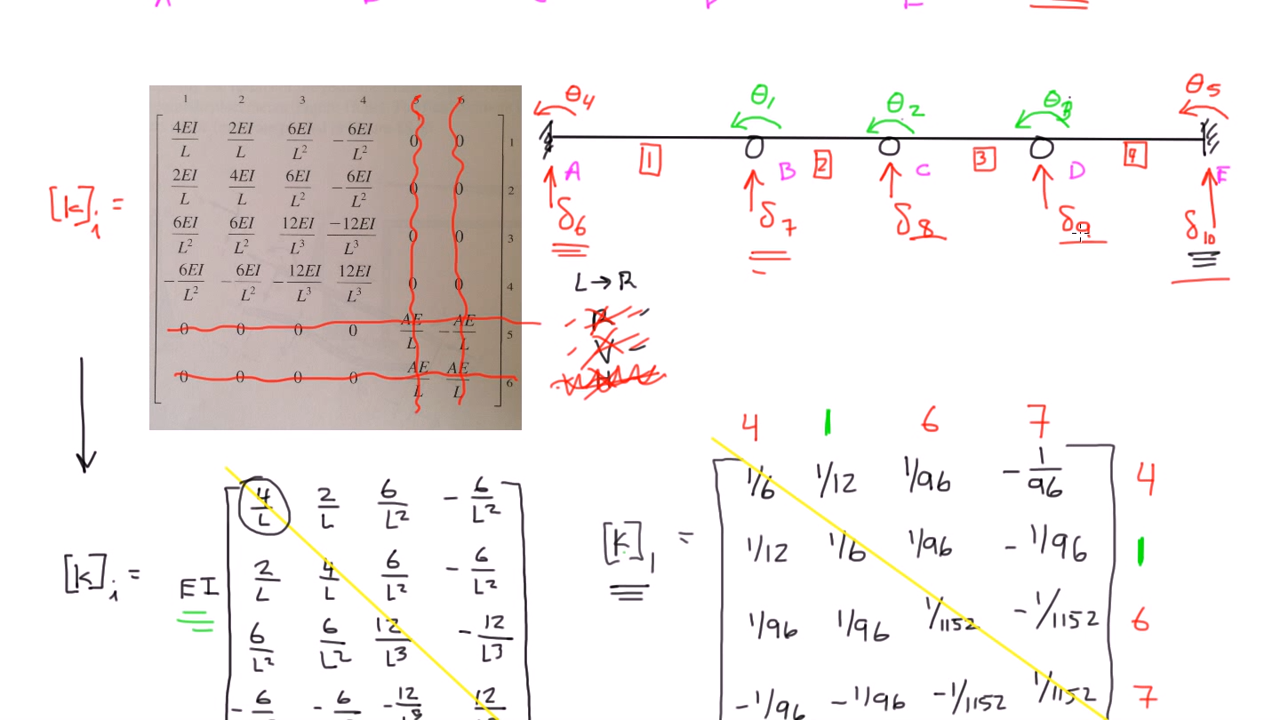 A E
1 2 3 4 5 6
4EI/L 2EI/L 6EI/L² -6EI/L² 0 0 1
2EI/L 4EI/L 6EI/L² -6EI/L² 0 0 2
6EI/L² 6EI/L² 12EI/L³ -12EI/L³ 0 0 3
-6EI/L² -6EI/L² -12EI/L³ 12EI/L³ 0 0 4
0 0 0 0 AE/L -AE/L 5
0 0 0 0 AE/L AE/L 6
[k]i =
θ4 θ1 θ2 θ3 θ5
1 2 3 4
A B C D E
δ6 δ7 δ8 δ9 δ10
L → R
R
V
[k]i = EI
4/L 2/L 6/L² -6/L²
2/L 4/L 6/L² -6/L²
6/L² 6/L² 12/L³ -12/L³
-6 -6 -12 12
[k]1 =
4 1 6 7
1/6 1/12 1/96 -1/96 4
1/12 1/6 1/96 -1/96 1
1/96 1/96 1/1152 -1/1152 6
-1/96 -1/96 -1/1152 1/1152 7